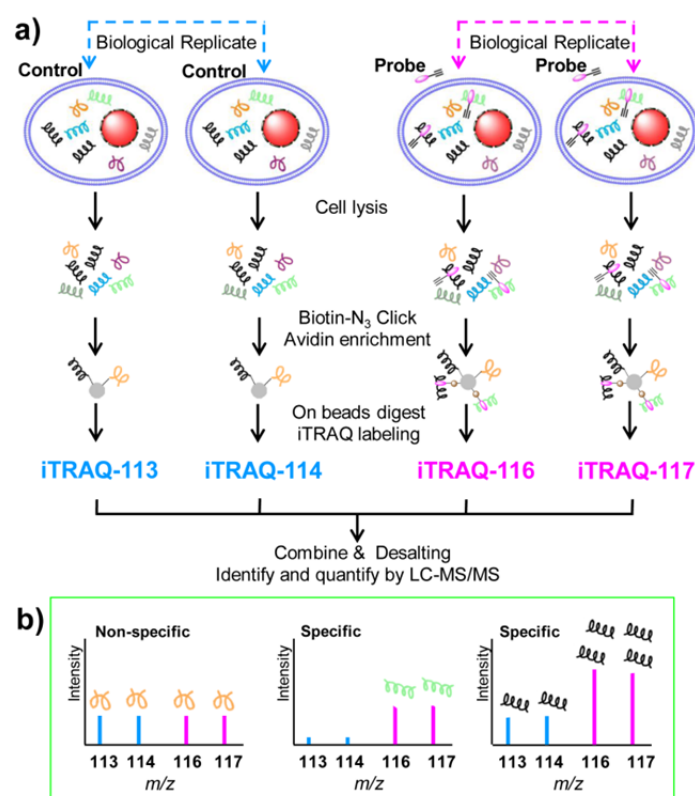 a)
Biological Replicate
Biological Replicate
Control
Control
Probe
Probe
Cell lysis
Biotin-N₃ Click
Avidin enrichment
On beads digest
iTRAQ labeling
iTRAQ-113
iTRAQ-114
iTRAQ-116
iTRAQ-117
Combine & Desalting
Identify and quantify by LC-MS/MS
b)
Non-specific
Intensity
113 114 116 117
m/z
Specific
Intensity
113 114 116 117
m/z
Specific
Intensity
113 114 116 117
m/z